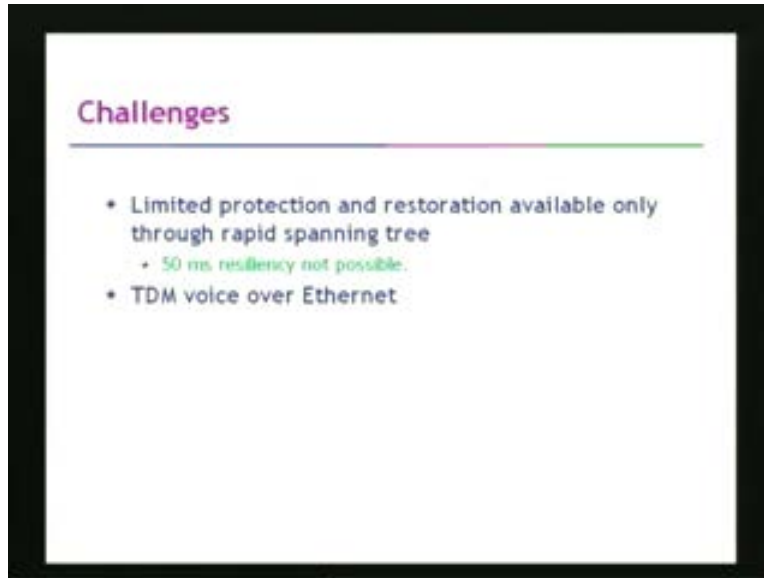 Challenges
• Limited protection and restoration available only
through rapid spanning tree
• 50 ms resiliency not possible.
• TDM voice over Ethernet